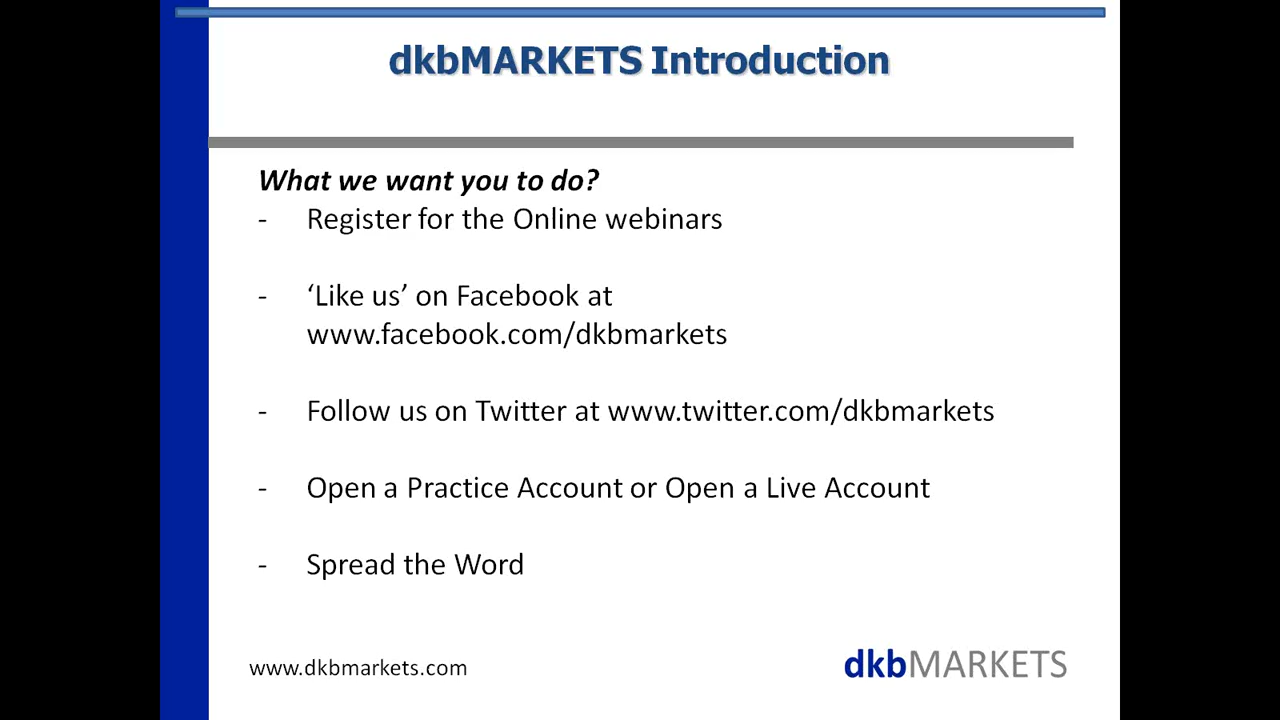 dkbMARKETS Introduction
What we want you to do?
- Register for the Online webinars
- ‘Like us’ on Facebook at
www.facebook.com/dkbmarkets
- Follow us on Twitter at www.twitter.com/dkbmarkets
- Open a Practice Account or Open a Live Account
- Spread the Word
www.dkbmarkets.com
dkbMARKETS